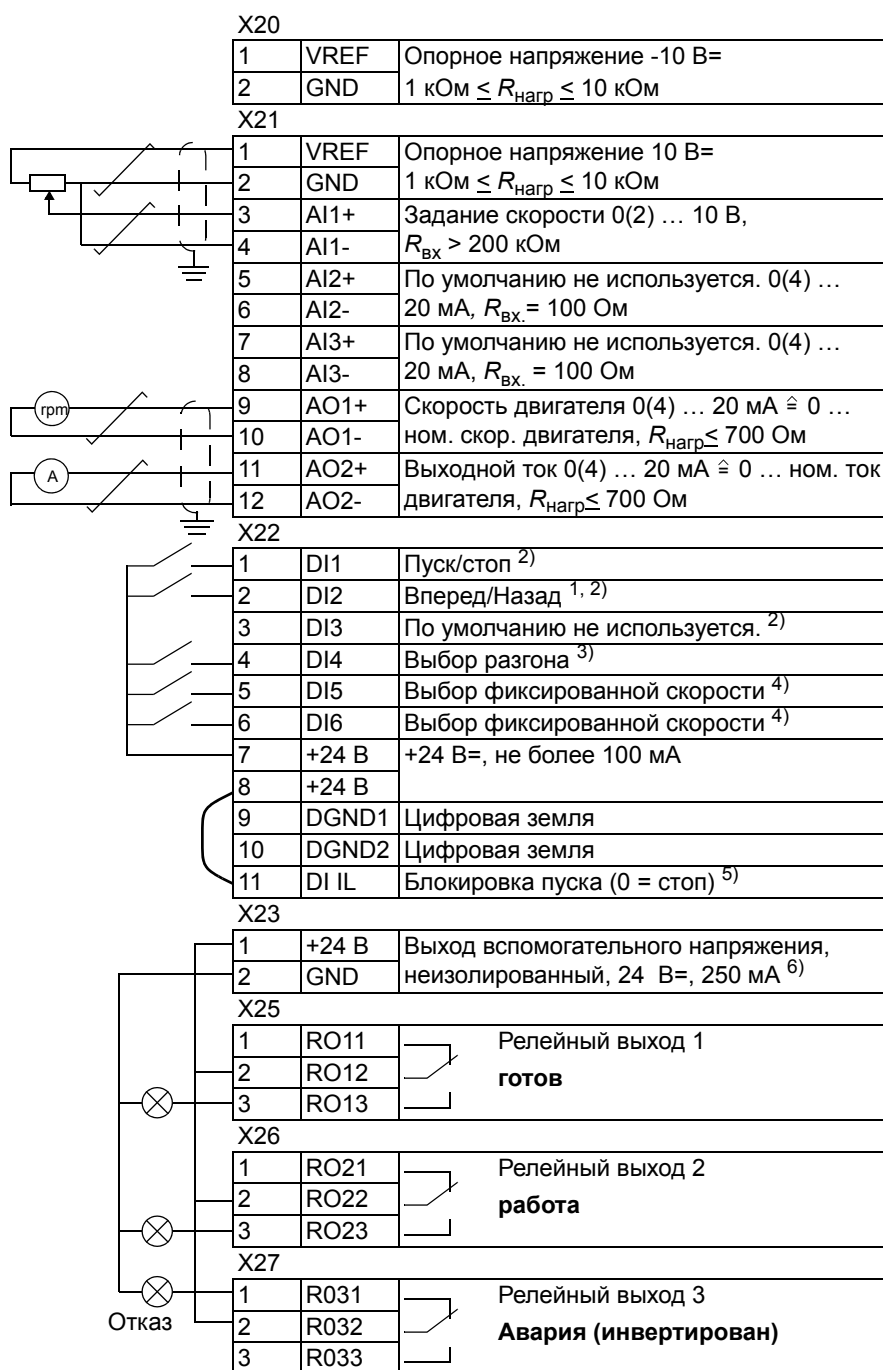 X20
1 VREF Опорное напряжение -10 В=
2 GND 1 кОм ≤ Rнагр ≤ 10 кОм
X21
1 VREF Опорное напряжение 10 В=
2 GND 1 кОм ≤ Rнагр ≤ 10 кОм
3 AI1+ Задание скорости 0(2) … 10 В,
4 AI1- Rвх > 200 кОм
5 AI2+ По умолчанию не используется. 0(4) …
6 AI2- 20 мА, Rвх.= 100 Ом
7 AI3+ По умолчанию не используется. 0(4) …
8 AI3- 20 мА, Rвх. = 100 Ом
rpm 9 AO1+ Скорость двигателя 0(4) … 20 мА ≙ 0 …
10 AO1- ном. скор. двигателя, Rнагр≤ 700 Ом
A 11 AO2+ Выходной ток 0(4) … 20 мА ≙ 0 … ном. ток
12 AO2- двигателя, Rнагр≤ 700 Ом
X22
1 DI1 Пуск/стоп 2)
2 DI2 Вперед/Назад 1, 2)
3 DI3 По умолчанию не используется. 2)
4 DI4 Выбор разгона 3)
5 DI5 Выбор фиксированной скорости 4)
6 DI6 Выбор фиксированной скорости 4)
7 +24 В +24 В=, не более 100 мА
8 +24 В
9 DGND1 Цифровая земля
10 DGND2 Цифровая земля
11 DI IL Блокировка пуска (0 = стоп) 5)
X23
1 +24 В Выход вспомогательного напряжения,
2 GND неизолированный, 24 В=, 250 мА 6)
X25
1 RO11 Релейный выход 1
2 RO12 готов
3 RO13
X26
1 RO21 Релейный выход 2
2 RO22 работа
3 RO23
X27
1 R031 Релейный выход 3
Отказ 2 R032 Авария (инвертирован)
3 R033